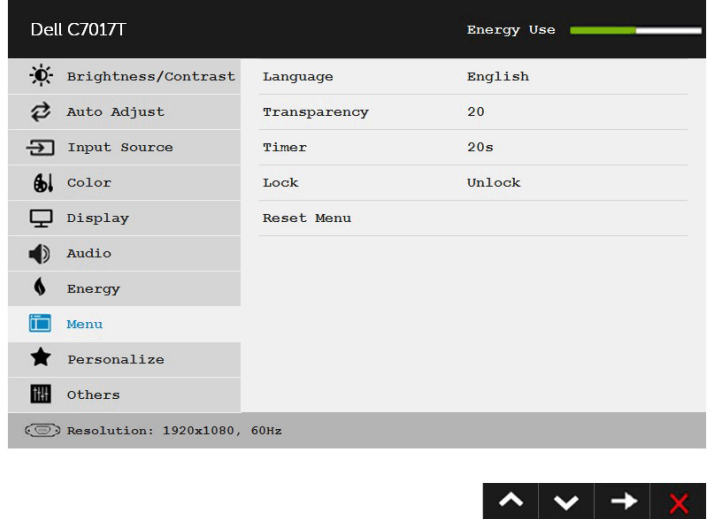 Dell C7017T Energy Use
Brightness/Contrast Language English
Auto Adjust Transparency 20
Input Source Timer 20s
Color Lock Unlock
Display Reset Menu
Audio
Energy
Menu
Personalize
Others
Resolution: 1920x1080, 60Hz